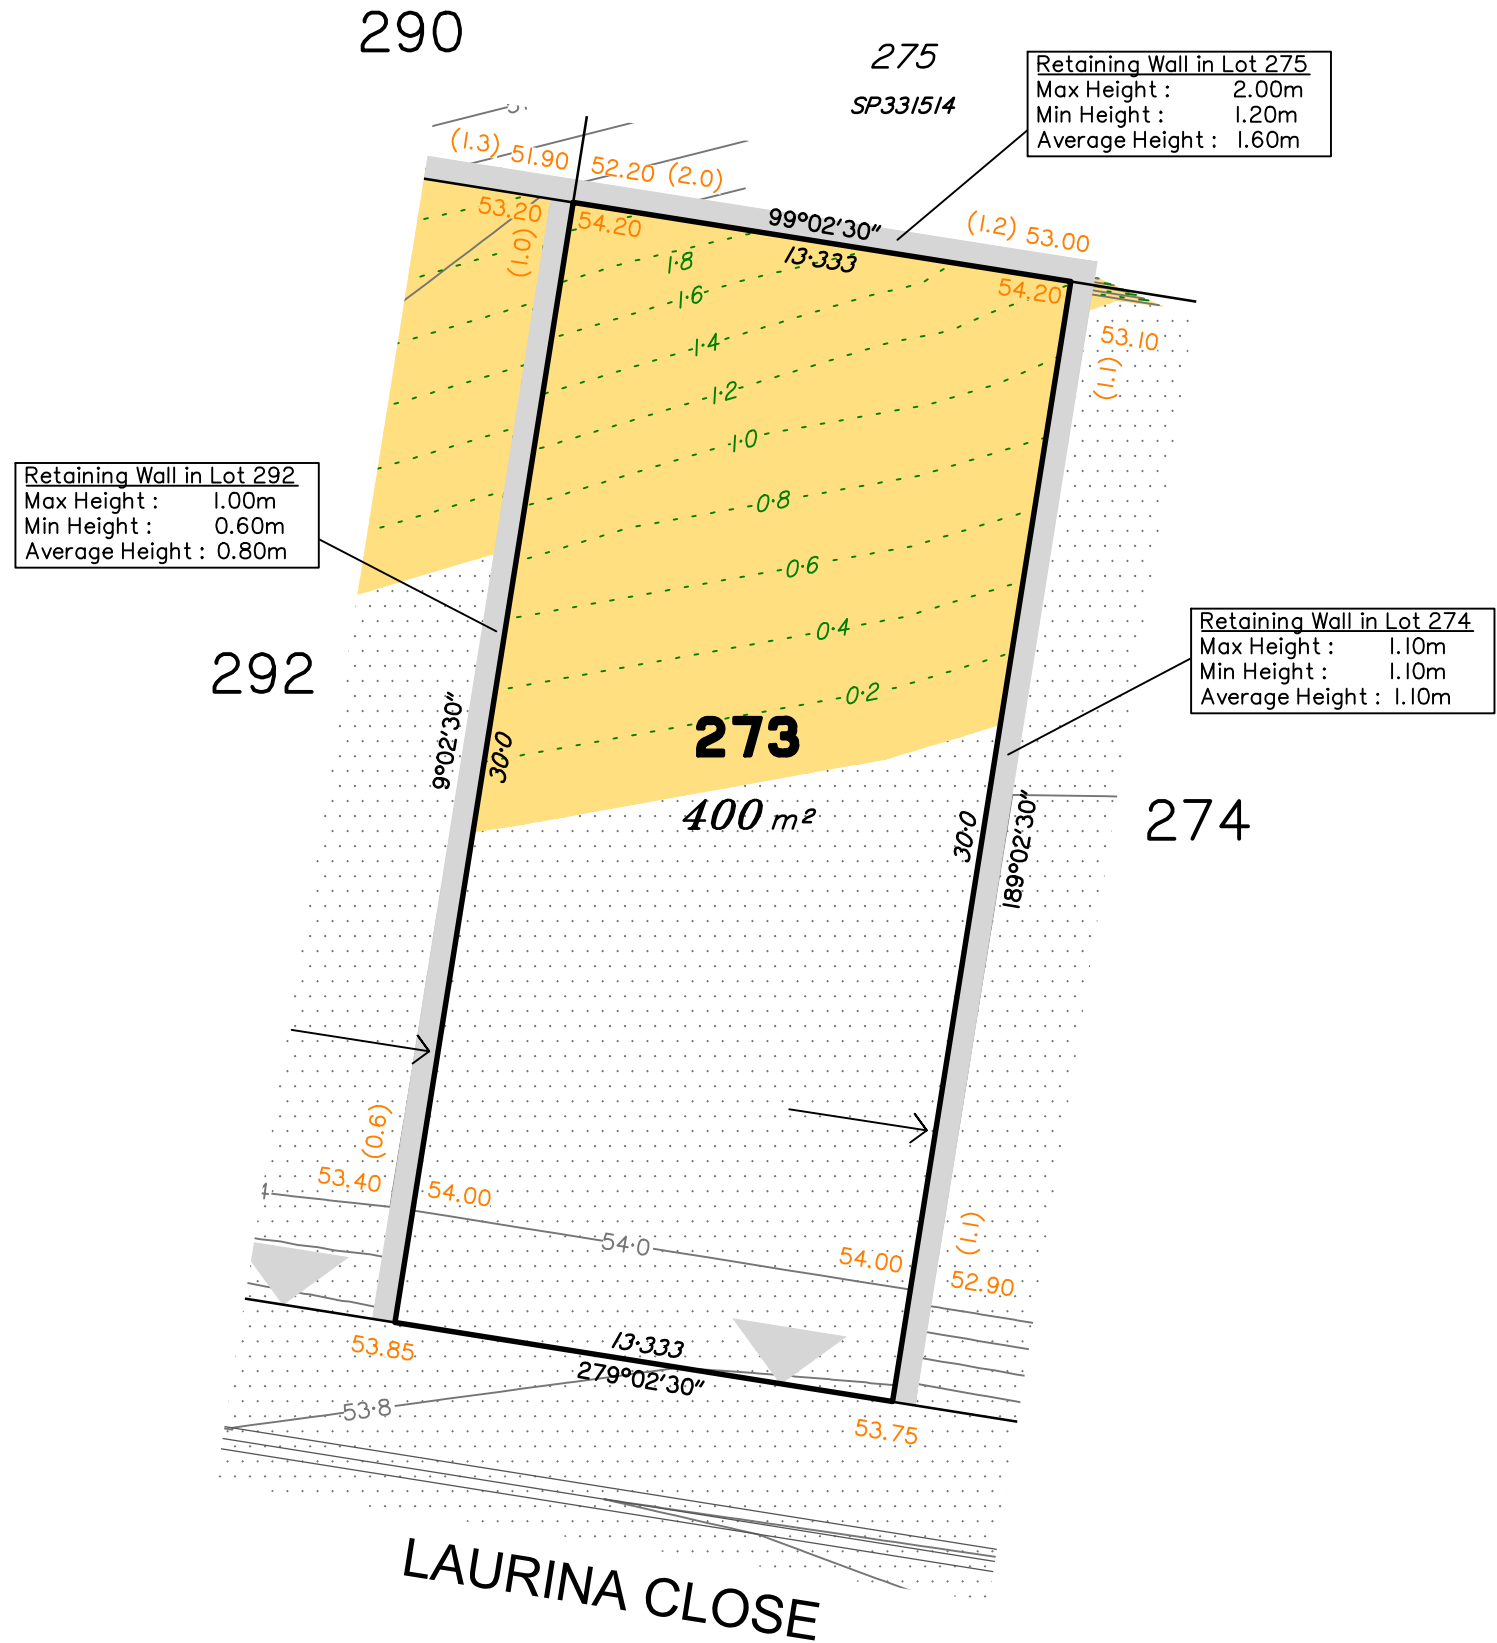 290
275
SP331514
Retaining Wall in Lot 275
Max Height : 2.00m
Min Height : 1.20m
Average Height : 1.60m
(1.3) 51.90
52.20 (2.0)
(1.2) 53.00
53.20
54.20
99°02'30"
13·333
54.20
(1.0)
53.10
(1.1)
1·8
1·6
1·4
1·2
1·0
0·8
0·6
0·4
0·2
Retaining Wall in Lot 292
Max Height : 1.00m
Min Height : 0.60m
Average Height : 0.80m
Retaining Wall in Lot 274
Max Height : 1.10m
Min Height : 1.10m
Average Height : 1.10m
292
273
400 m²
274
9°02'30"
30·0
30·0
189°02'30"
(0.6)
53.40
54.00
54·0
54.00
(1.1)
52.90
53.85
13·333
279°02'30"
53·8
53.75
LAURINA CLOSE